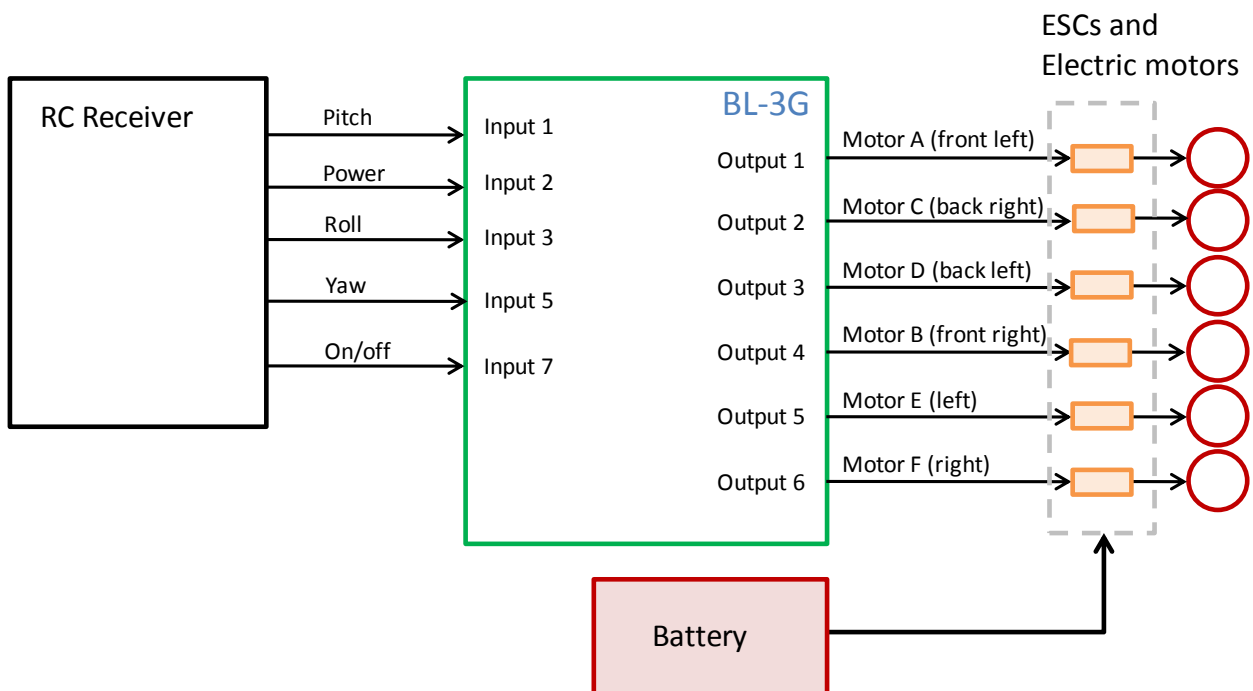 ESCs and
Electric motors
RC Receiver
Pitch
Power
Roll
Yaw
On/off
BL-3G
Input 1
Input 2
Input 3
Input 5
Input 7
Output 1
Output 2
Output 3
Output 4
Output 5
Output 6
Motor A (front left)
Motor C (back right)
Motor D (back left)
Motor B (front right)
Motor E (left)
Motor F (right)
Battery